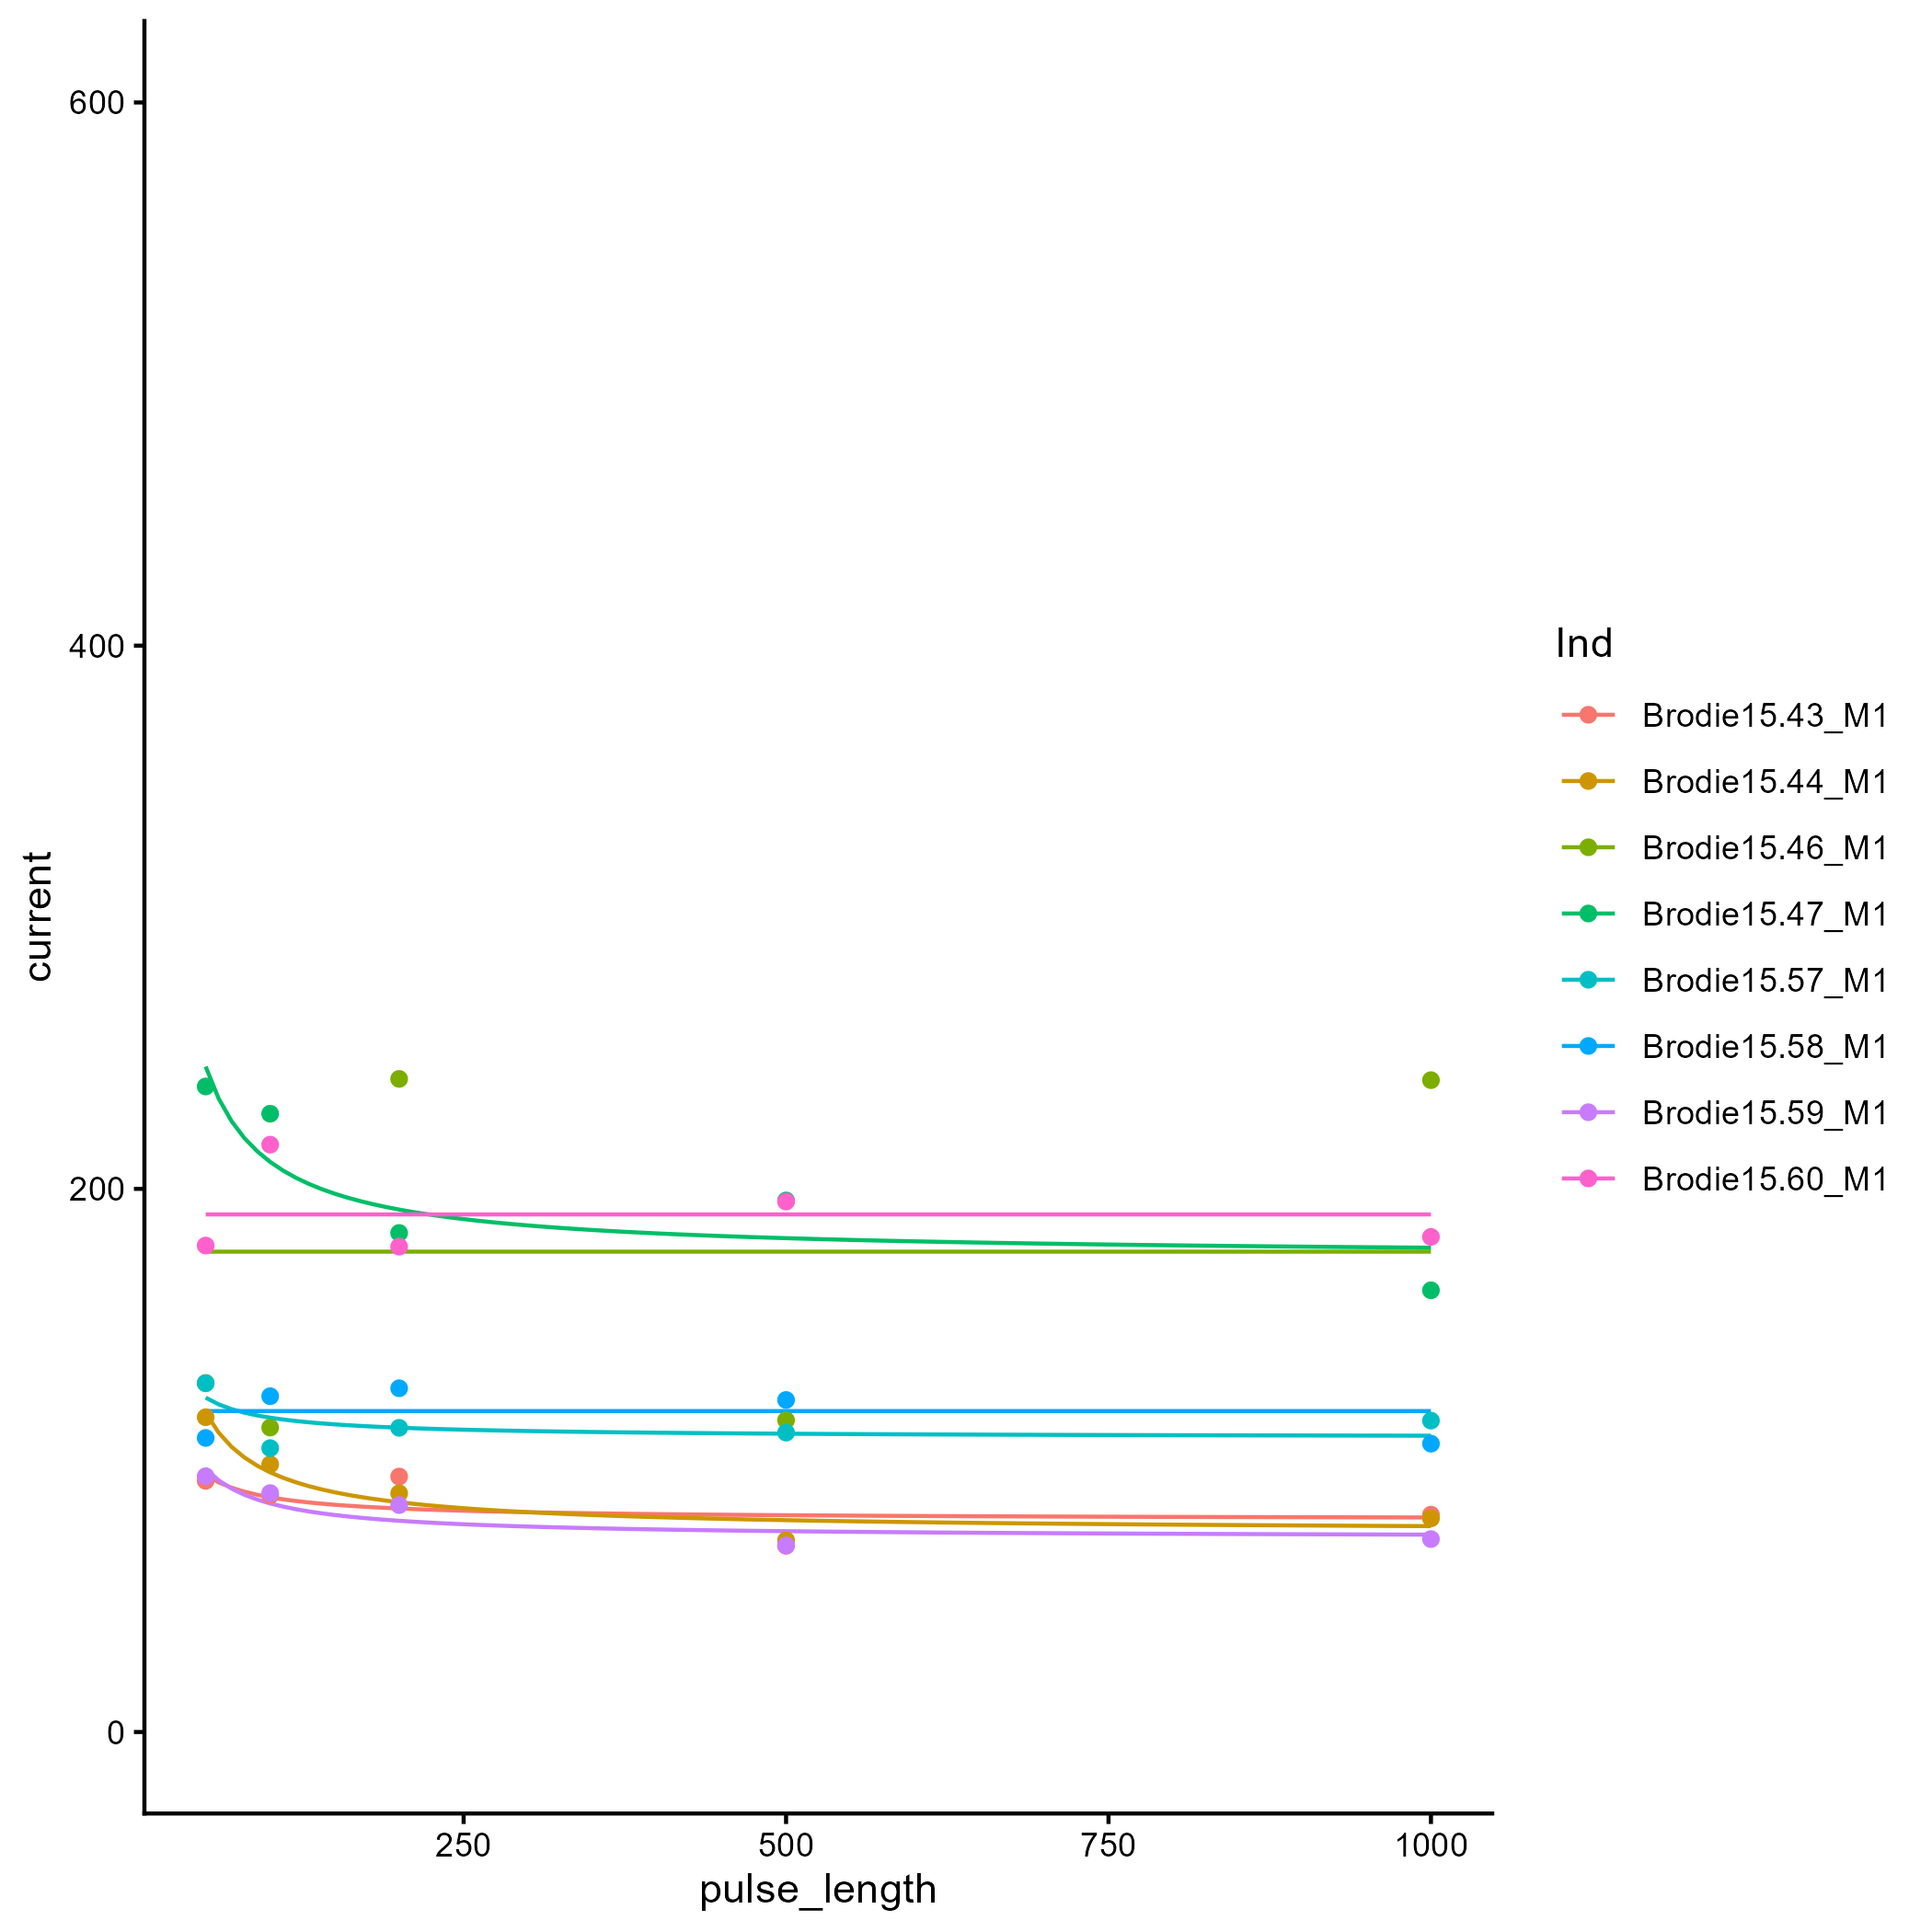 600
400
200
0
current
250 500 750 1000
pulse_length
Ind
Brodie15.43_M1
Brodie15.44_M1
Brodie15.46_M1
Brodie15.47_M1
Brodie15.57_M1
Brodie15.58_M1
Brodie15.59_M1
Brodie15.60_M1